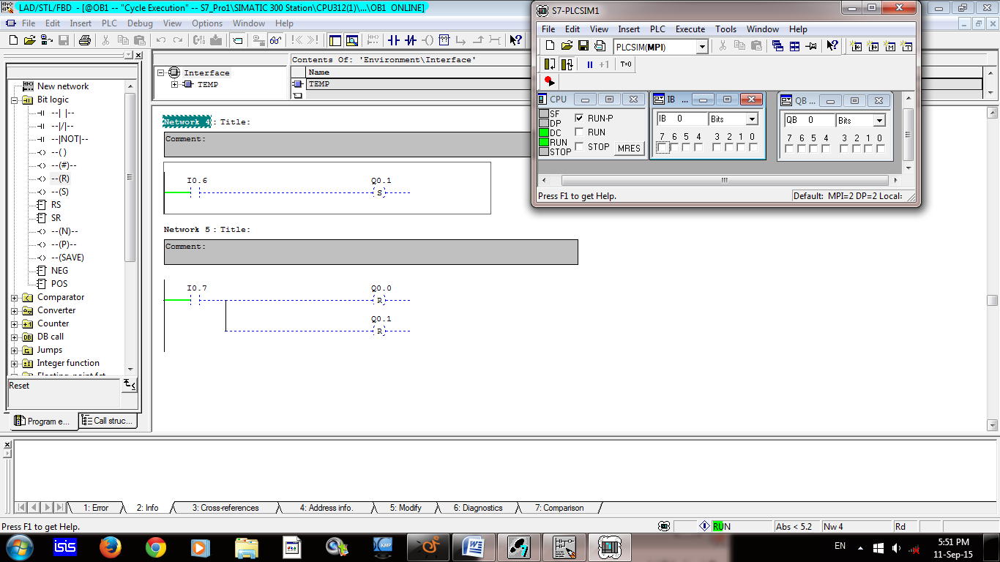 LAD/STL/FBD - [@OB1 -- "Cycle Execution" -- S7_Pro1\SIMATIC 300 Station\CPU312(1)\...\OB1 ONLINE]
File Edit Insert PLC Debug View Options Window Help
Contents Of: 'Environment\Interface'
Interface
TEMP
Name
TEMP
New network
Bit logic
--| |--
--|/|--
--|NOT|--
--( )
--(#)--
--(R)
--(S)
RS
SR
--(N)--
--(P)--
--(SAVE)
NEG
POS
Comparator
Converter
Counter
DB call
Jumps
Integer function
Floating-point fct.
Reset
Program e...
Call struc...
Network 4 : Title:
Comment:
I0.6 Q0.1
S
Network 5 : Title:
Comment:
I0.7 Q0.0
R
Q0.1
R
S7-PLCSIM1
File Edit View Insert PLC Execute Tools Window Help
PLCSIM(MPI)
+1 T=0
CPU
SF
DP
DC
RUN
STOP
RUN-P
RUN
STOP
MRES
IB ...
IB 0 Bits
7 6 5 4 3 2 1 0
QB ...
QB 0 Bits
7 6 5 4 3 2 1 0
Press F1 to get Help.
Default: MPI=2 DP=2 Local:
1: Error 2: Info 3: Cross-references 4: Address info. 5: Modify 6: Diagnostics 7: Comparison
Press F1 to get Help.
RUN
Abs < 5.2
Nw 4
Rd
isis
KMP
EN
5:51 PM
11-Sep-15